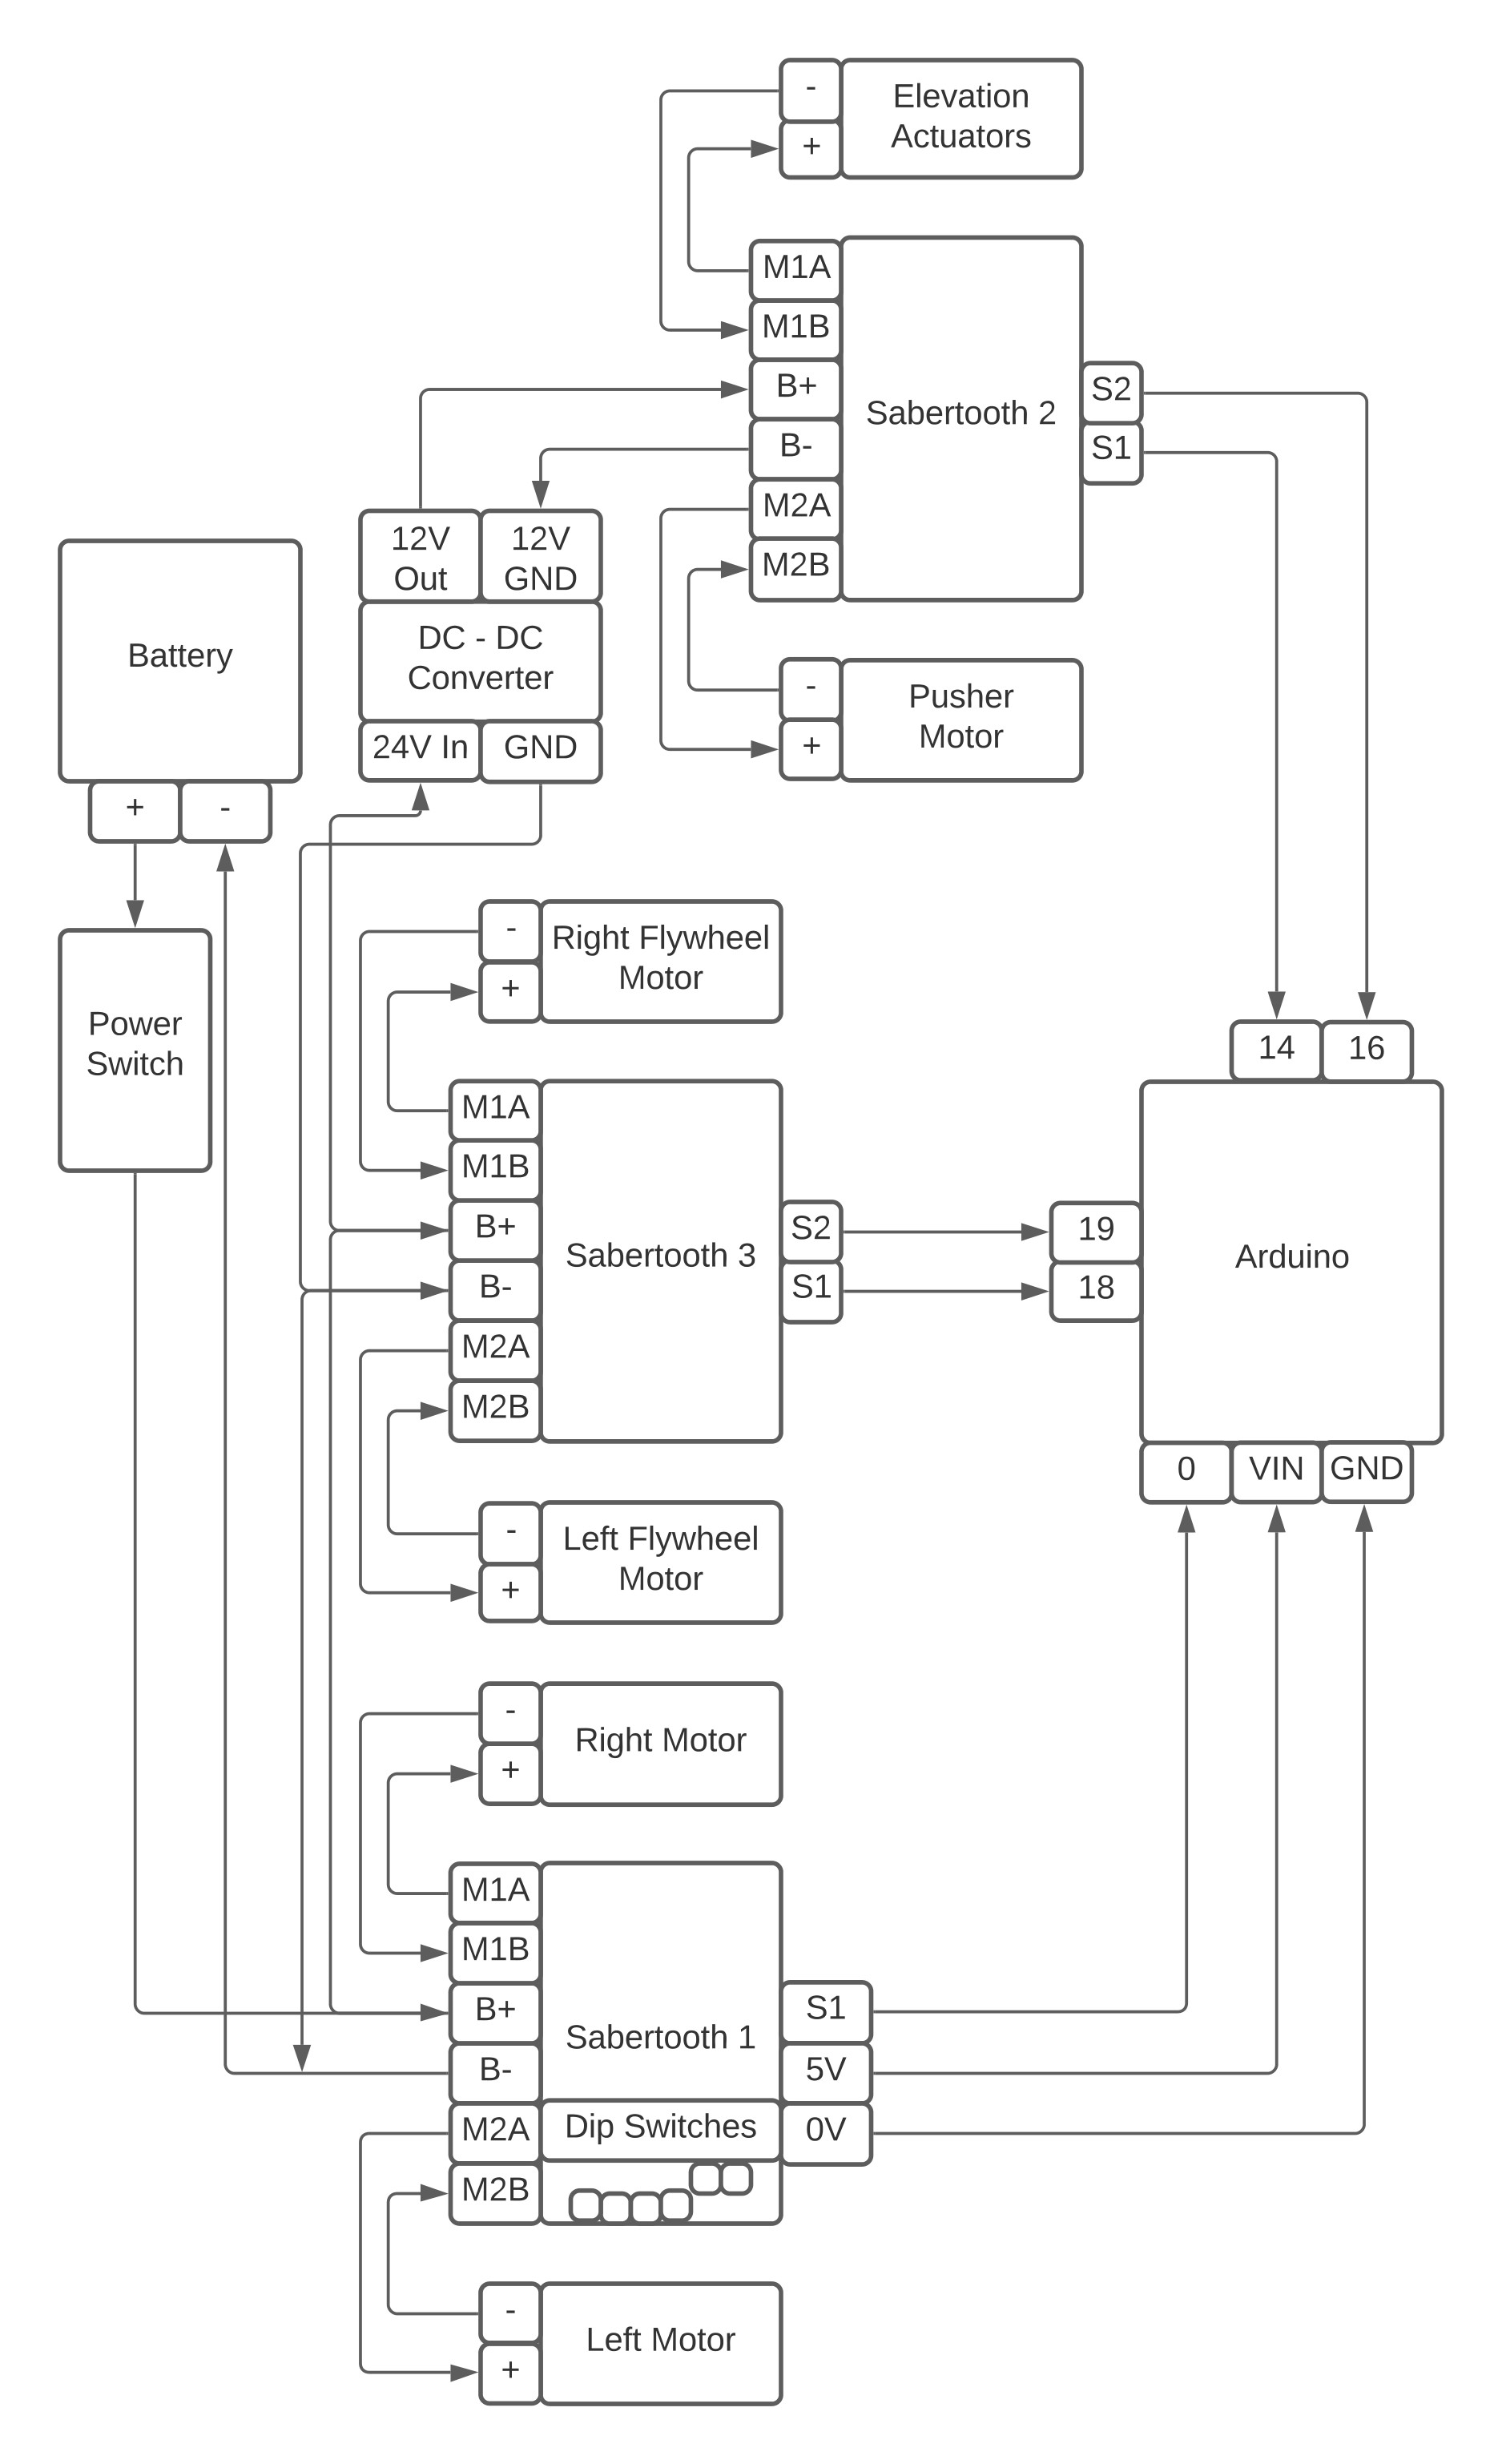 -
Elevation
Actuators
+
M1A
M1B
B+
B-
M2A
M2B
Sabertooth 2
S2
S1
12V
Out
12V
GND
DC - DC
Converter
24V In
GND
Battery
+
-
-
Pusher
Motor
+
Power
Switch
-
Right Flywheel
Motor
+
M1A
M1B
B+
B-
M2A
M2B
Sabertooth 3
S2
S1
14
16
19
18
Arduino
0
VIN
GND
-
Left Flywheel
Motor
+
-
Right Motor
+
M1A
M1B
B+
B-
M2A
M2B
Sabertooth 1
Dip Switches
S1
5V
0V
-
Left Motor
+